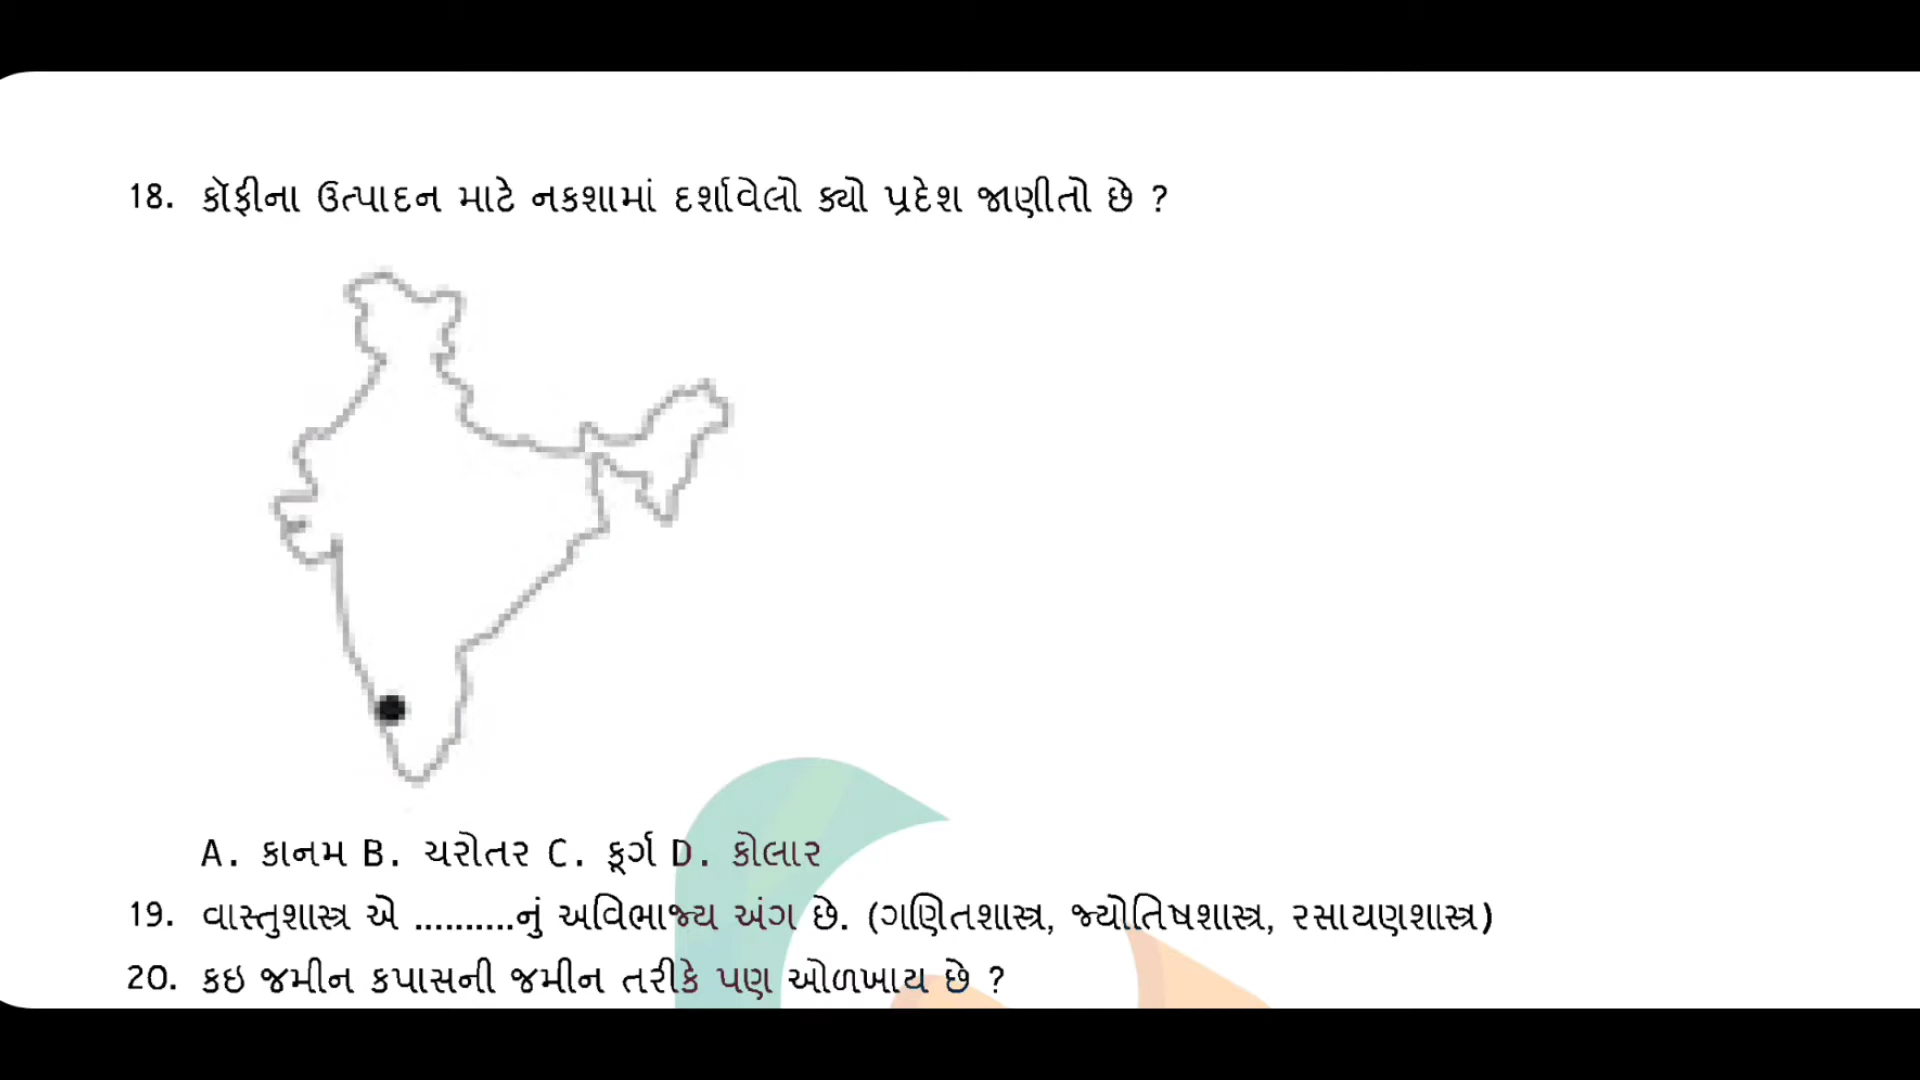 18. કૉફીના ઉત્પાદન માટે નકશામાં દર્શાવેલો ક્યો પ્રદેશ જાણીતો છે ?
A. કાનમ B. ચરોતર C. કૂર્ગ D. કોલાર
19. વાસ્તુશાસ્ત્ર એ ..........નું અવિભાજ્ય અંગ છે. (ગણિતશાસ્ત્ર, જ્યોતિષશાસ્ત્ર, રસાયણશાસ્ત્ર)
20. કઇ જમીન કપાસની જમીન તરીકે પણ ઓળખાય છે ?